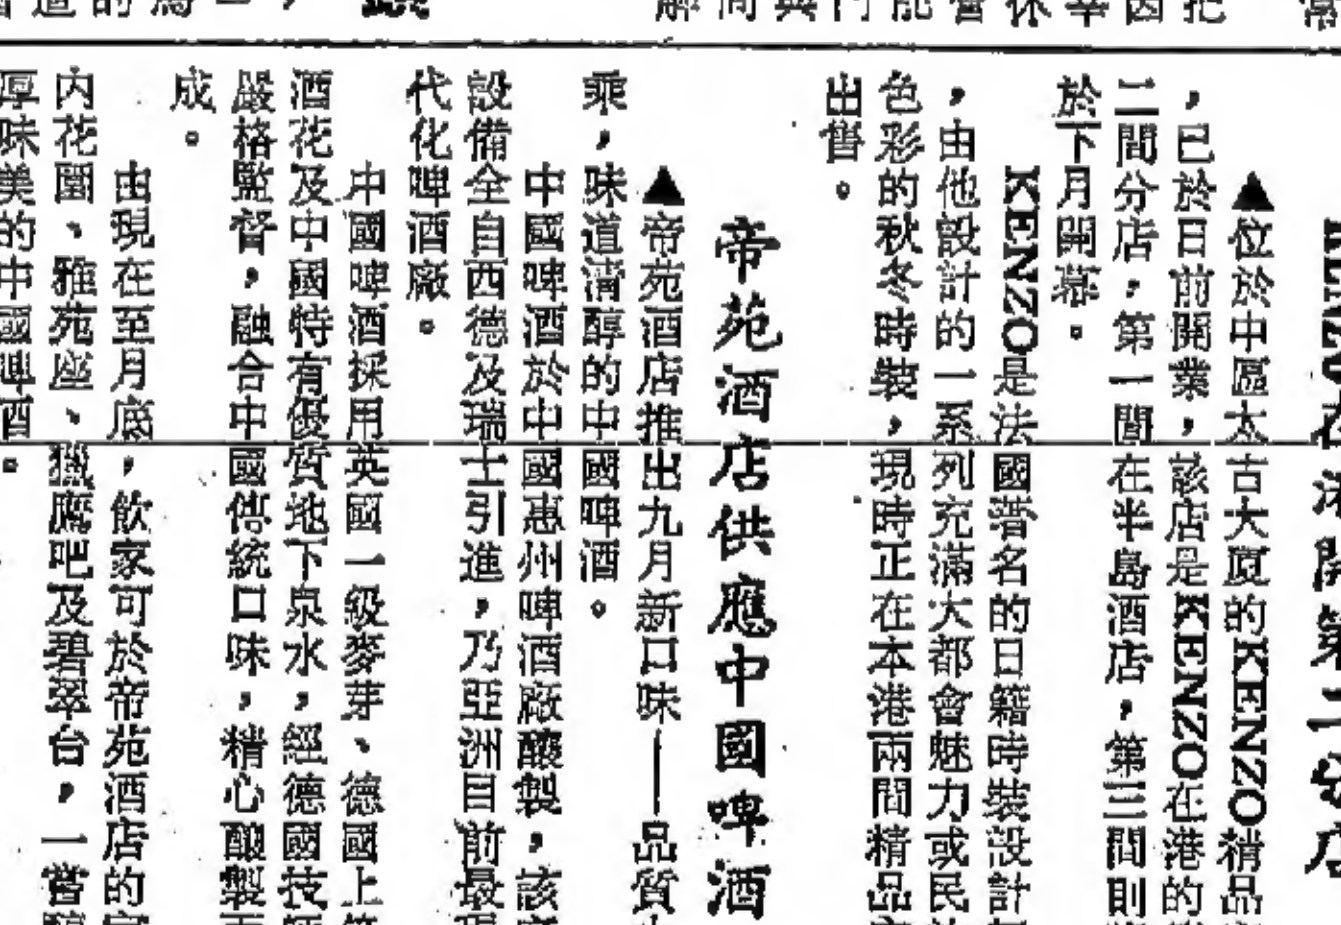 ▲位於中區太古大厦的KENZO精品
，已於日前開業，該店是KENZO在港的
二間分店，第一間在半島酒店，第三間則
於下月開幕。
KENZO是法國著名的日籍時裝設計
，由他設計的一系列充滿大都會魅力或民
色彩的秋冬時裝，現時正在本港兩間精品
出售。
帝苑酒店供應中國啤酒
▲帝苑酒店推出九月新口味——品質
乘，味道清醇的中國啤酒。
中國啤酒於中國惠州啤酒廠釀製，該
設備全自西德及瑞士引進，乃亞洲目前最
代化啤酒廠。
中國啤酒採用英國一級麥芽、德國上
酒花及中國特有優質地下泉水，經德國技
嚴格監督，融合中國傳統口味，精心釀製
成。
由現在至月底，飲家可於帝苑酒店的
內花園、雅苑座、獵鷹吧及碧翠台，一嘗
厚味美的中國啤酒。